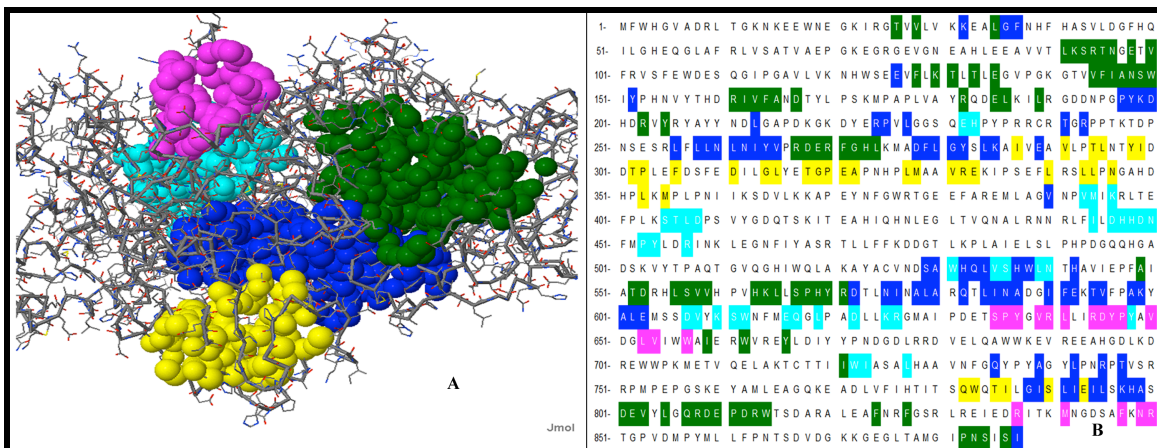 A
Jmol
1- MFWHGVADRL TGKNKEEWNE GKIRGTVVLV KKEALGFNHF HASVLDGFHQ
51- ILGHEQGLAF RLVSATVAEP GKEGRGEVGN EAHLEEAVVT LKSRTNGETV
101- FRVSFEWDES QGIPGAVLVK NHWSEEVFLK TLTLEGVPGK GTVVFIANSW
151- IYPHNVYTHD RIVFANDTYL PSKMPAPLVA YRQDELKILR GDDNPGPYKD
201- HDRVYRYAYY NDLGAPDKGK DYERPVLGGS QEHPYPRRCR TGRPPTKTDP
251- NSESRLFLLN LNIYVPRDER FGHLKMADFL GYSLKAIVEA VLPTLNTYID
301- DTPLEFDSFE DILGLYETGP EAPNHPLMAA VREKIPSEFL RSLLPNGAHD
351- HPLKMPLPNI IKSDVLKKAP EYNFGWRTGE EFAREMLAGV NPVMIKRLTE
401- FPLKSTLDPS VYGDQTSKIT EAHIQHNLEG LTVQNALRNN RLFILDHHDN
451- FMPYLDRINK LEGNFIYASR TLLFFKDDGT LKPLAIELSL PHPDGQQHGA
501- DSKVYTPAQT GVQGHIWQLA KAYACVNDSA WHQLVSHWLN THAVIEPFAI
551- ATDRHLSVVH PVHKLLSPHY RDTLNINALA RQTLINADGI FEKTVFPAKY
601- ALEMSSDVYK SWNFMEQGLP ADLLKRGMAI PDETSPYGVR LLIRDYPYAV
651- DGLVIWWAIE RWVREYLDIY YPNDGDLRRD VELQAWWKEV REEAHGDLKD
701- REWWPKMETV QELAKTCTTI IWIASALHAA VNFGQYPYAG YLPNRPTVSR
751- RPMPEPGSKE YAMLEAGQKE ADLVFIHTIT SQWQTILGIS LIEILSKHAS
801- DEVYLGQRDE PDRWTSDARA LEAFNRFGSR LREIEDRITK MNGDSAFKNR
851- TGPVDMPYML LFPNTSDVDG KKGEGLTAMG IPNSISI
B